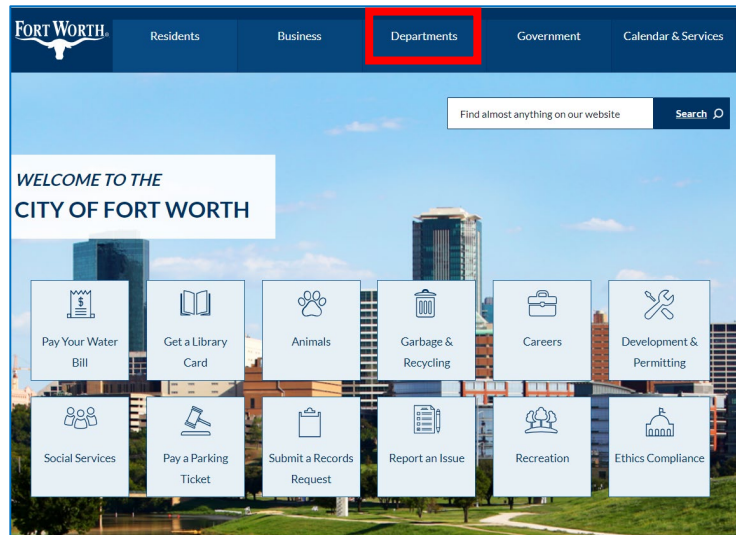 FORT WORTH®
Residents
Business
Departments
Government
Calendar & Services
Find almost anything on our website
Search
WELCOME TO THE
CITY OF FORT WORTH
$
Pay Your Water
Bill
Get a Library
Card
Animals
Garbage &
Recycling
Careers
Development &
Permitting
Social Services
Pay a Parking
Ticket
Submit a Records
Request
Report an Issue
Recreation
Ethics Compliance